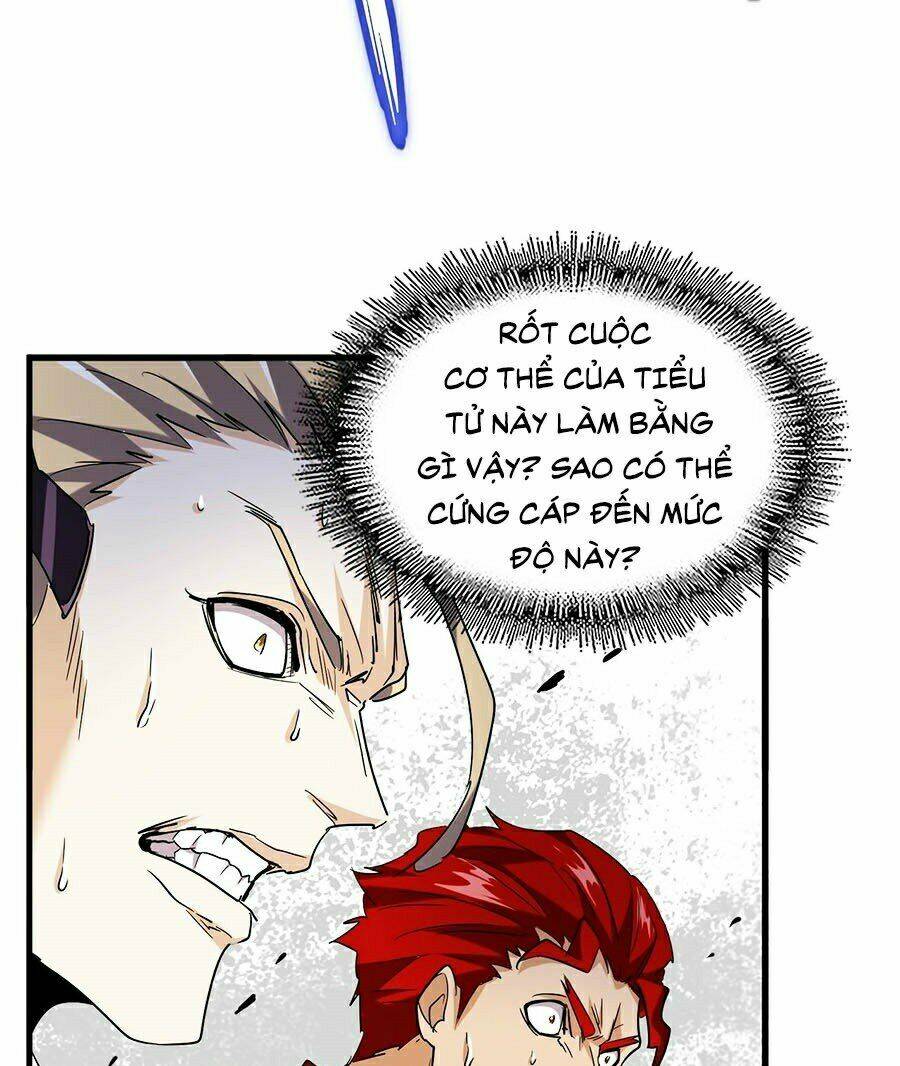 RỐT CUỘC
CƠ THỂ CỦA TIỂU
TỬ NÀY LÀM BẰNG
GÌ VẬY? SAO CÓ THỂ
CỨNG CÁP ĐẾN MỨC
ĐỘ NÀY?